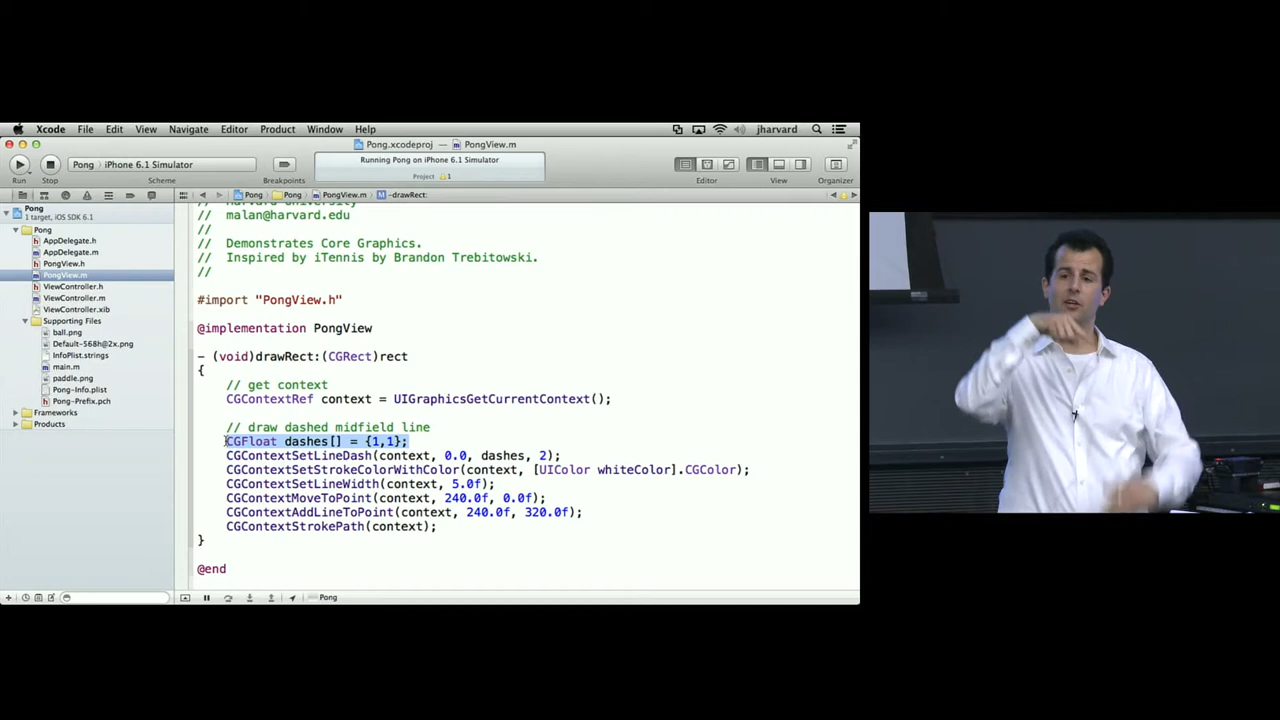 Xcode File Edit View Navigate Editor Product Window Help jharvard
Pong.xcodeproj — PongView.m
Pong iPhone 6.1 Simulator
Running Pong on iPhone 6.1 Simulator
Project 1
Run Stop Scheme Breakpoints Editor View Organizer
Pong Pong PongView.m M -drawRect:
Pong
1 target, iOS SDK 6.1
Pong
h AppDelegate.h
m AppDelegate.m
h PongView.h
m PongView.m
h ViewController.h
m ViewController.m
ViewController.xib
Supporting Files
ball.png
Default-568h@2x.png
InfoPlist.strings
m main.m
paddle.png
Pong-Info.plist
h Pong-Prefix.pch
Frameworks
Products
// Harvard University
// malan@harvard.edu
//
// Demonstrates Core Graphics.
// Inspired by iTennis by Brandon Trebitowski.
//
#import "PongView.h"
@implementation PongView
- (void)drawRect:(CGRect)rect
{
// get context
CGContextRef context = UIGraphicsGetCurrentContext();
// draw dashed midfield line
CGFloat dashes[] = {1,1};
CGContextSetLineDash(context, 0.0, dashes, 2);
CGContextSetStrokeColorWithColor(context, [UIColor whiteColor].CGColor);
CGContextSetLineWidth(context, 5.0f);
CGContextMoveToPoint(context, 240.0f, 0.0f);
CGContextAddLineToPoint(context, 240.0f, 320.0f);
CGContextStrokePath(context);
}
@end
Pong